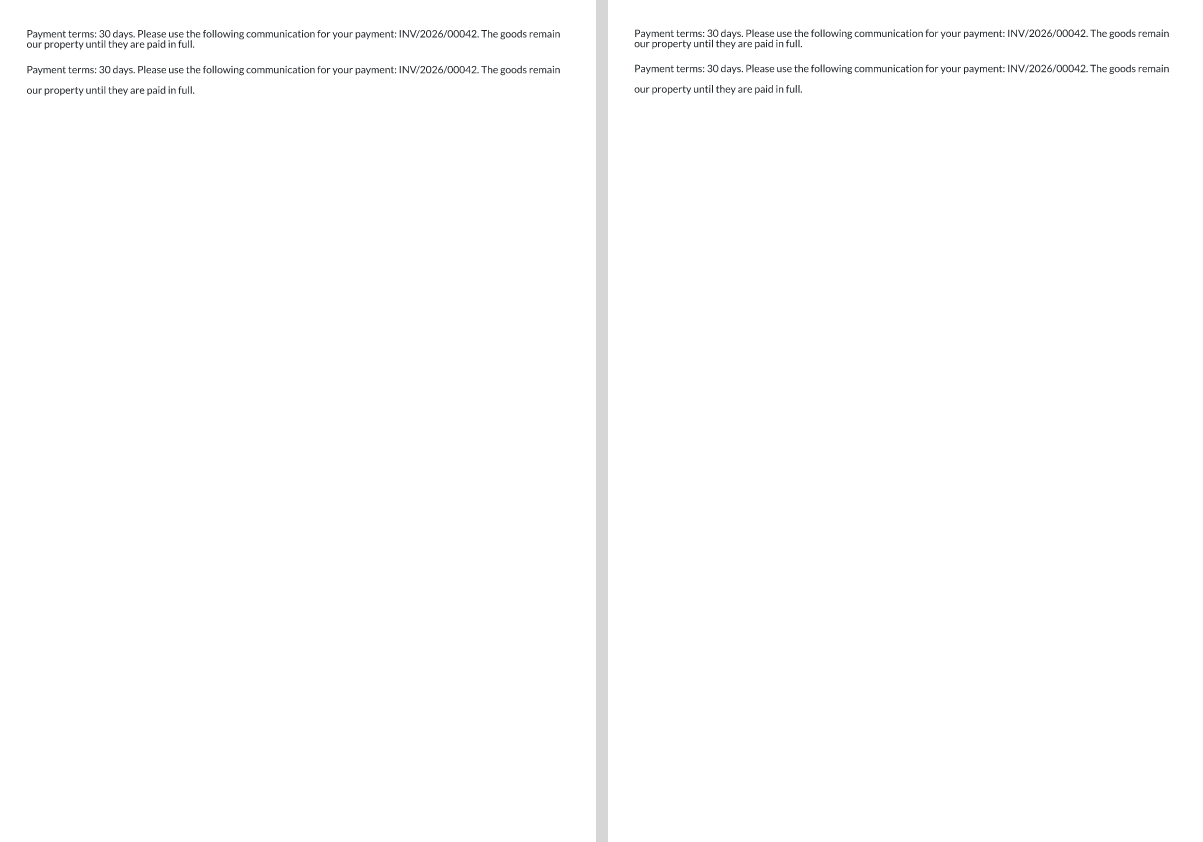 Payment terms: 30 days. Please use the following communication for your payment: INV/2026/00042. The goods remain
our property until they are paid in full.
Payment terms: 30 days. Please use the following communication for your payment: INV/2026/00042. The goods remain
our property until they are paid in full.
Payment terms: 30 days. Please use the following communication for your payment: INV/2026/00042. The goods remain
our property until they are paid in full.
Payment terms: 30 days. Please use the following communication for your payment: INV/2026/00042. The goods remain
our property until they are paid in full.